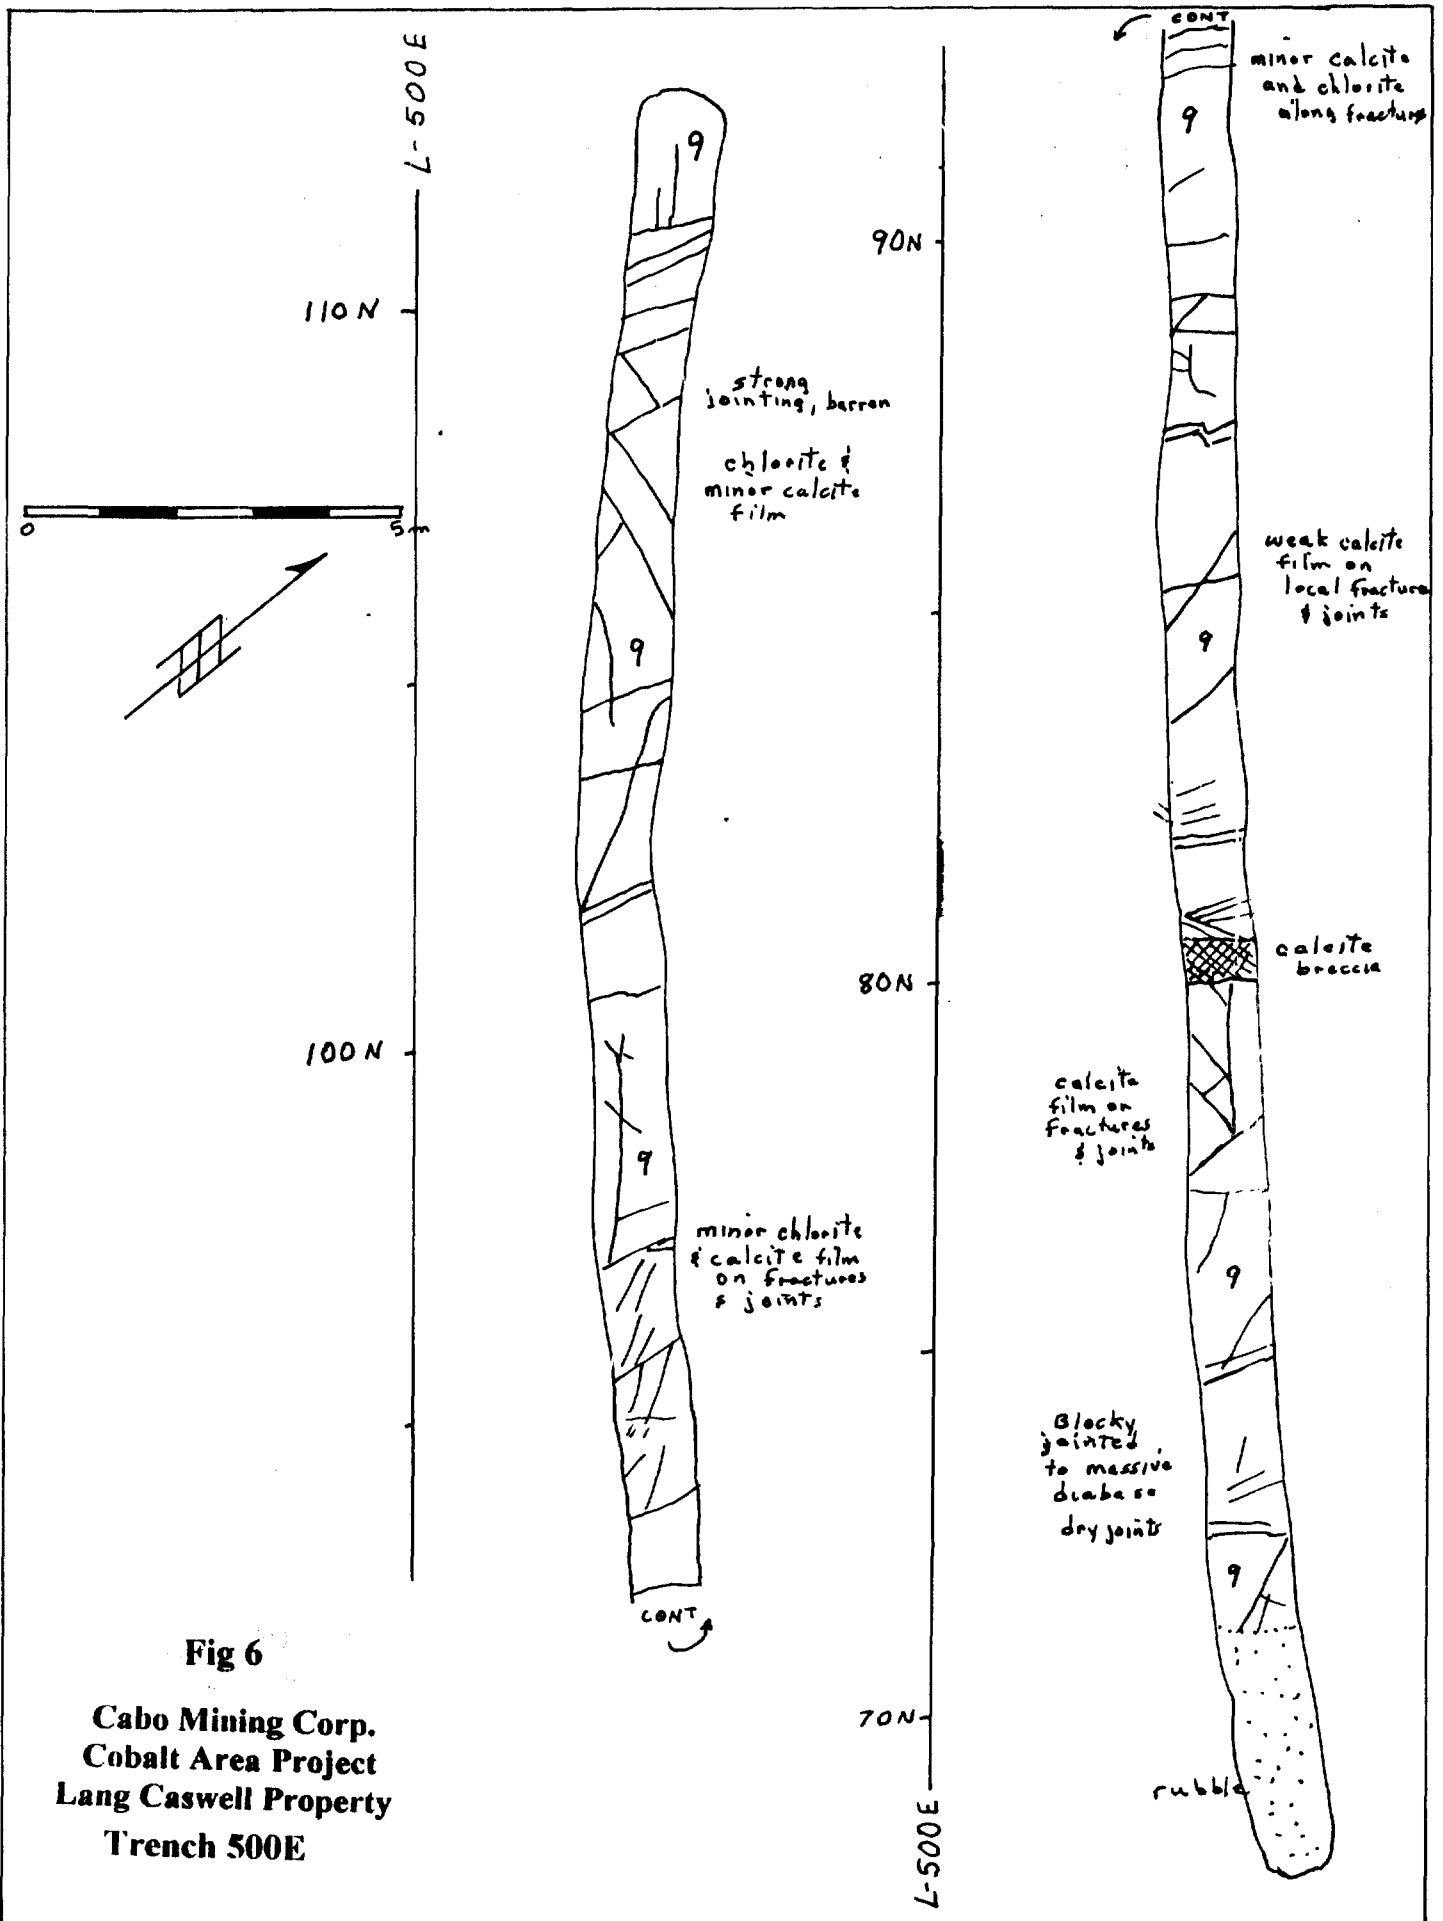 L-500E
110N
100N
0
5m
9
strong
jointing, barren
chlorite &
minor calcite
film
9
9
minor chlorite
& calcite film
on fractures
& joints
CONT
CONT
minor calcite
and chlorite
along fractures
9
90N
weak calcite
film on
local fracture
& joints
9
calcite
breccia
80N
calcite
film on
fractures
& joints
9
Blocky
jointed
to massive
diabase
dry joints
9
70N
rubble
L-500E
Fig 6
Cabo Mining Corp.
Cobalt Area Project
Lang Caswell Property
Trench 500E